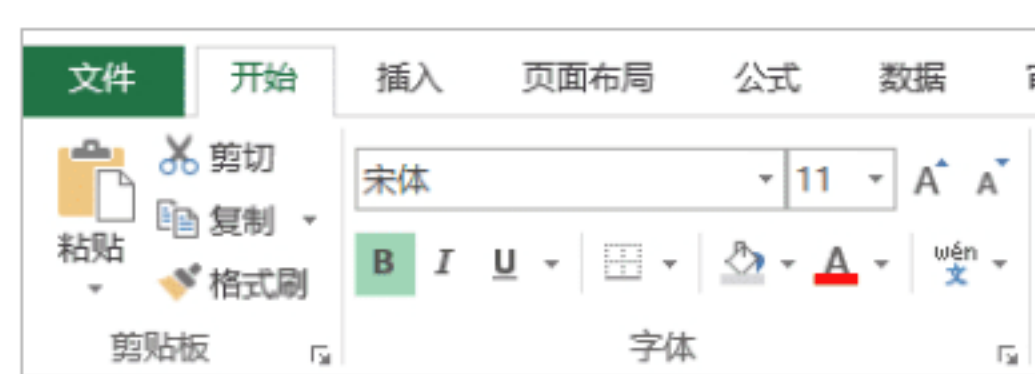 文件 开始 插入 页面布局 公式 数据
剪切
宋体 11 A A
复制
粘贴
B I U A wén 文
格式刷
剪贴板 字体